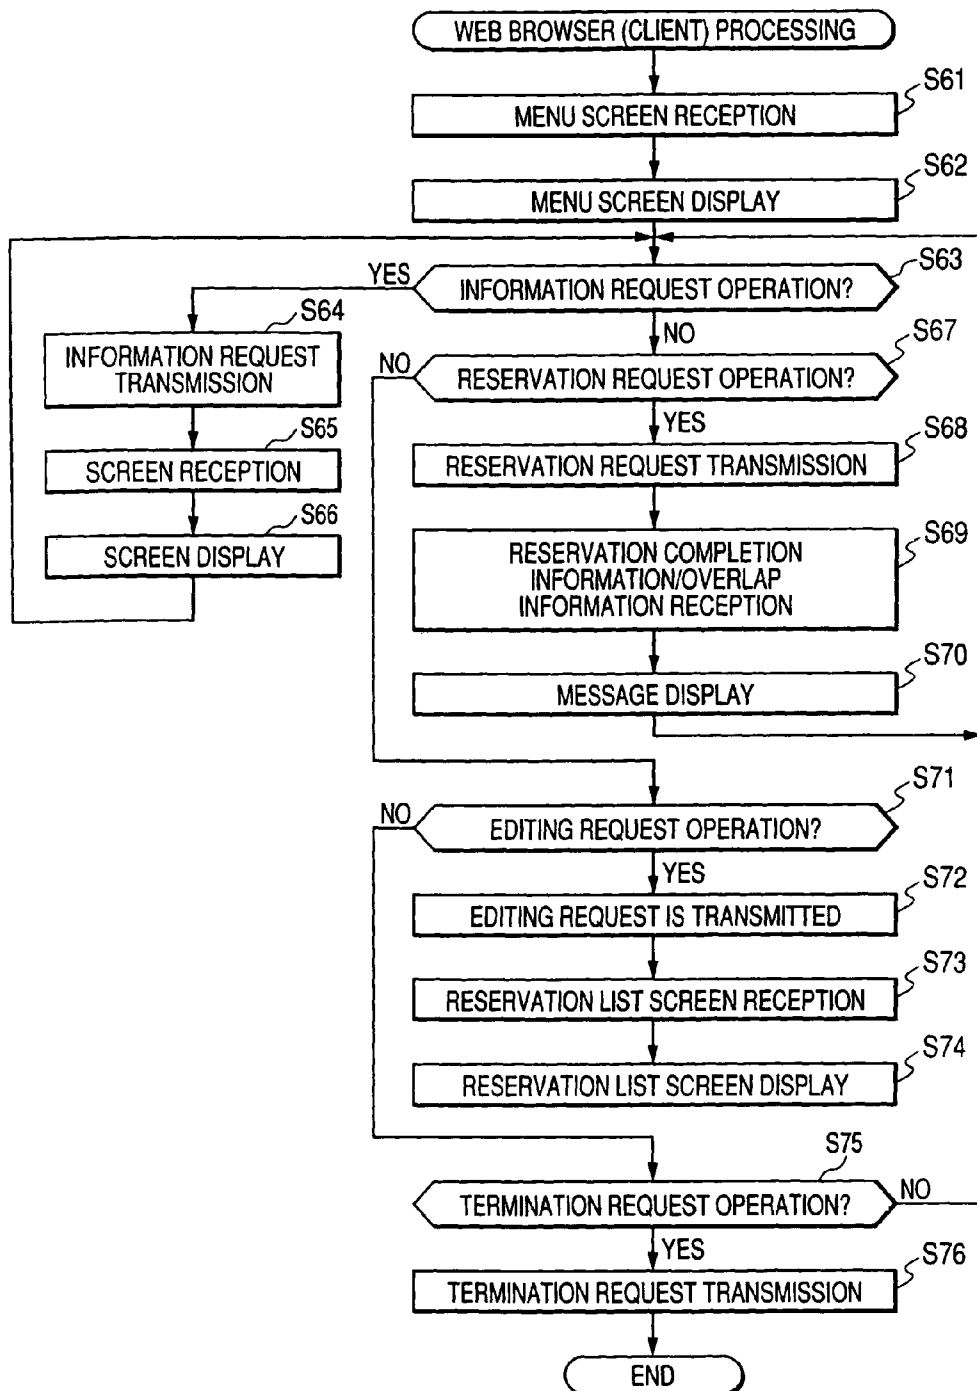 WEB BROWSER (CLIENT) PROCESSING
S61
MENU SCREEN RECEPTION
S62
MENU SCREEN DISPLAY
S63
YES
INFORMATION REQUEST OPERATION?
S64
NO
S67
INFORMATION REQUEST
TRANSMISSION
NO
RESERVATION REQUEST OPERATION?
S65
YES
S68
SCREEN RECEPTION
RESERVATION REQUEST TRANSMISSION
S66
S69
SCREEN DISPLAY
RESERVATION COMPLETION
INFORMATION/OVERLAP
INFORMATION RECEPTION
S70
MESSAGE DISPLAY
S71
NO
EDITING REQUEST OPERATION?
YES
S72
EDITING REQUEST IS TRANSMITTED
S73
RESERVATION LIST SCREEN RECEPTION
S74
RESERVATION LIST SCREEN DISPLAY
S75
TERMINATION REQUEST OPERATION?
NO
YES
S76
TERMINATION REQUEST TRANSMISSION
END